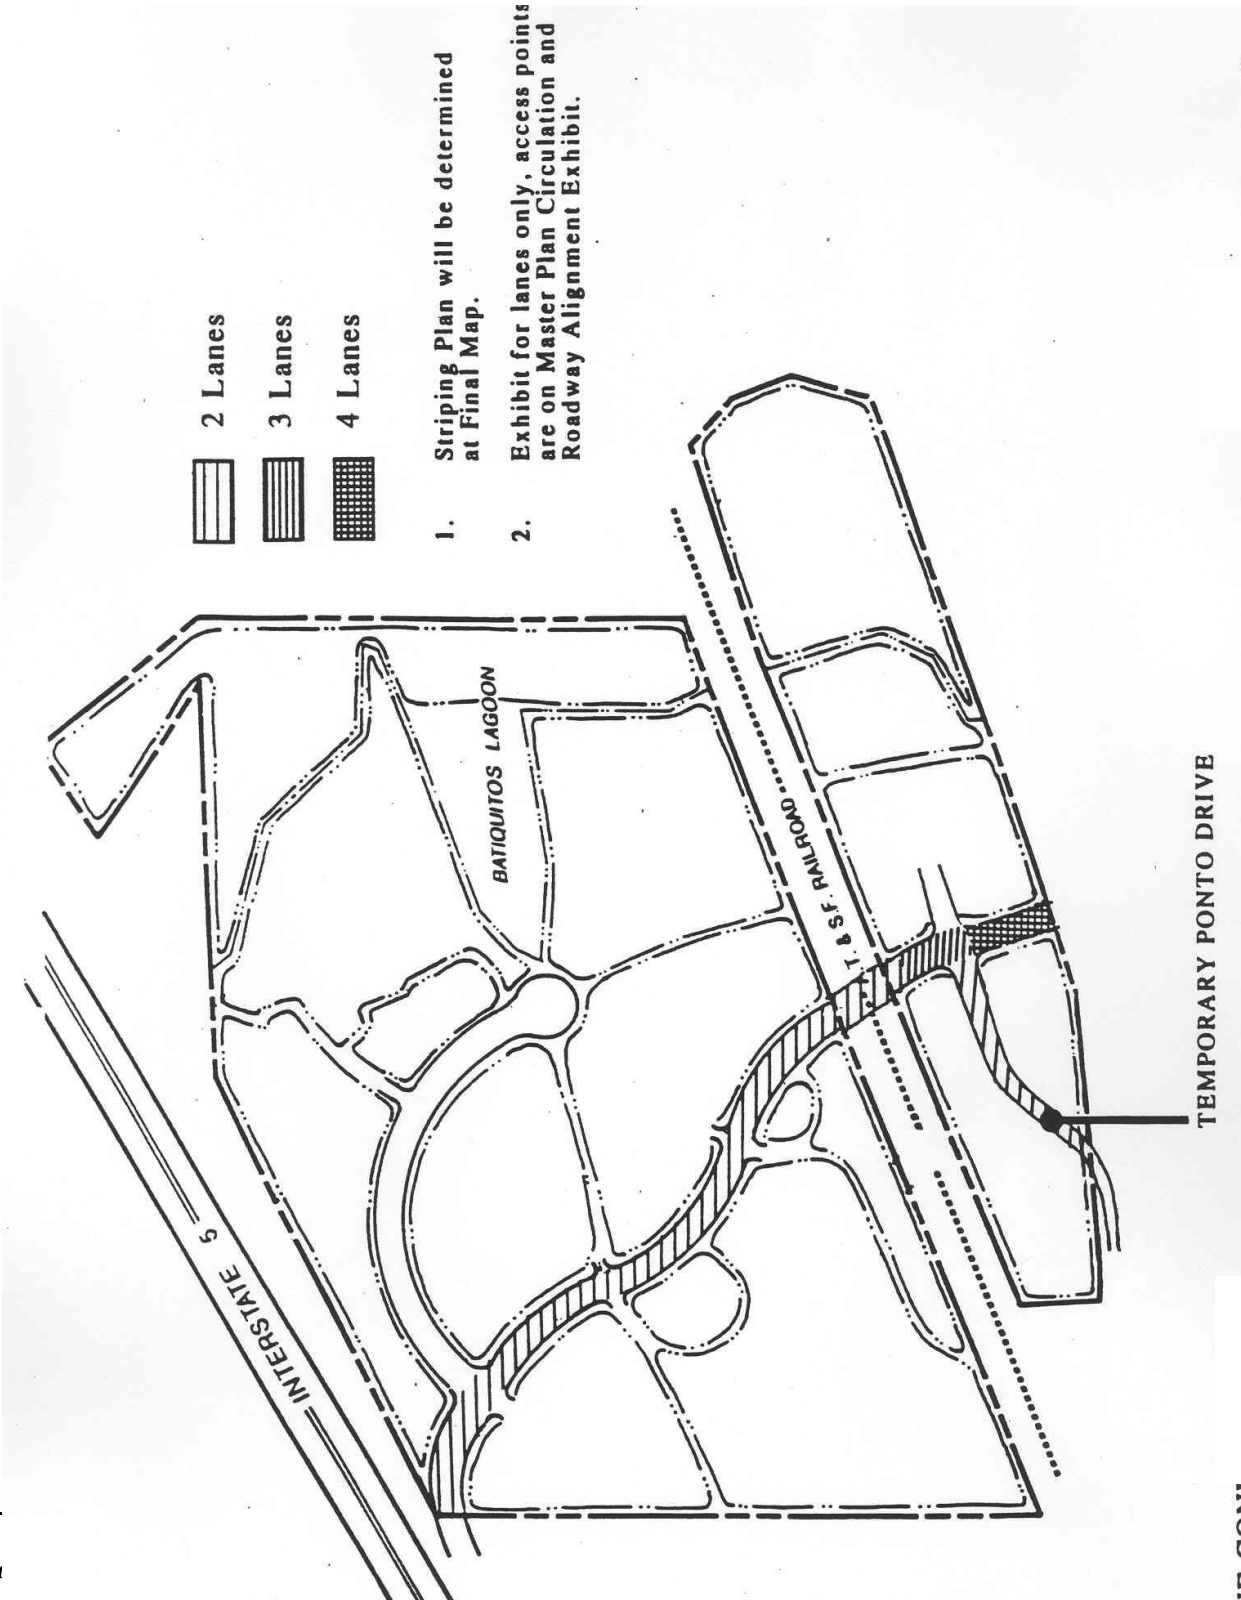 2 Lanes
3 Lanes
4 Lanes
1. Striping Plan will be determined
at Final Map.
2. Exhibit for lanes only, access points
are on Master Plan Circulation and
Roadway Alignment Exhibit.
INTERSTATE 5
BATIQUITOS LAGOON
T. & S.F. RAILROAD
TEMPORARY PONTO DRIVE